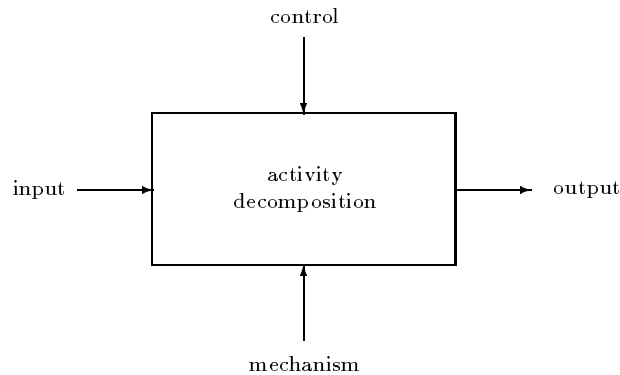 control
activity
decomposition
input
output
mechanism